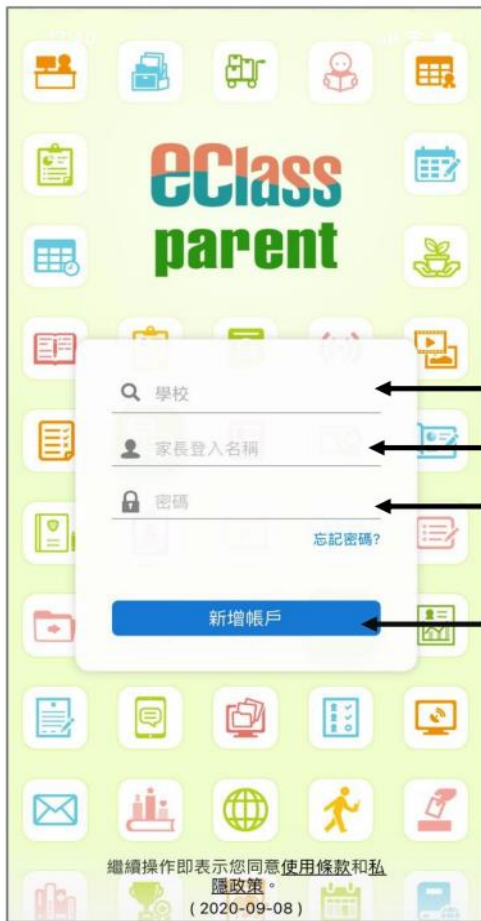 eClass
parent
學校
家長登入名稱
密碼
忘記密碼?
新增帳戶
繼續操作即表示您同意使用條款和私
隱政策。
( 2020-09-08 )